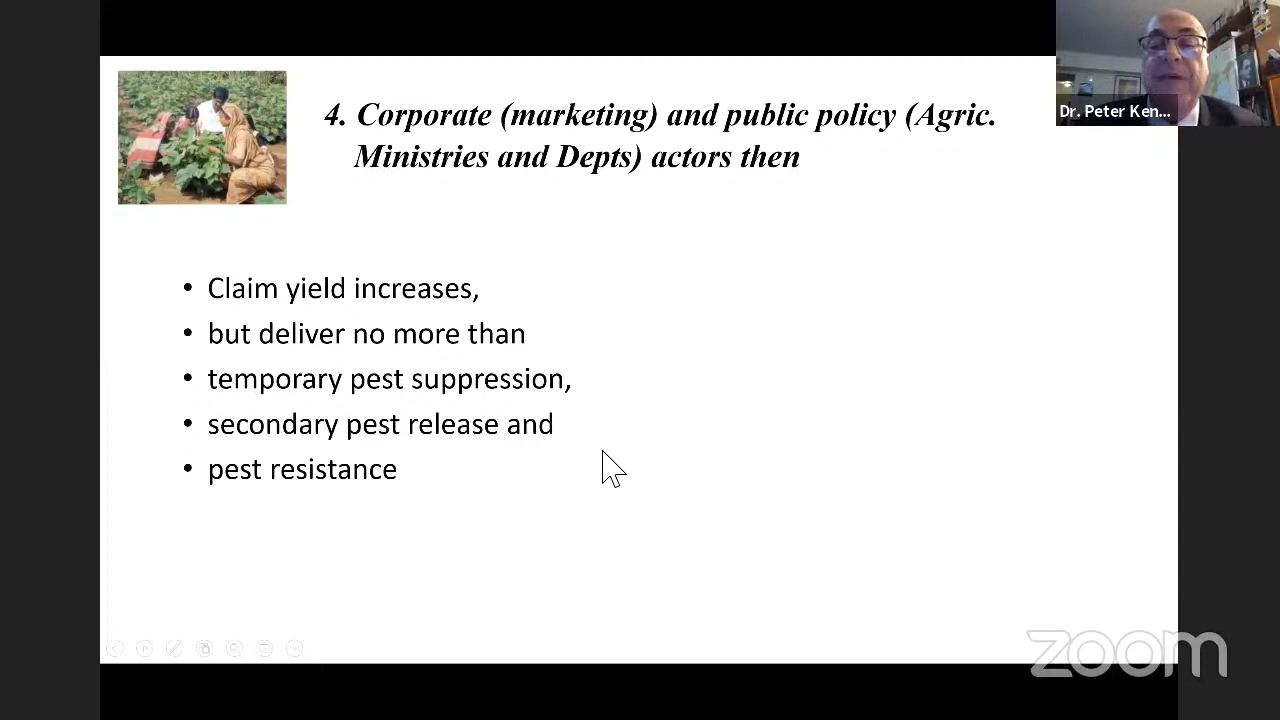 4. Corporate (marketing) and public policy (Agric.
Ministries and Depts) actors then
Dr. Peter Ken...
• Claim yield increases,
• but deliver no more than
• temporary pest suppression,
• secondary pest release and
• pest resistance
zoom